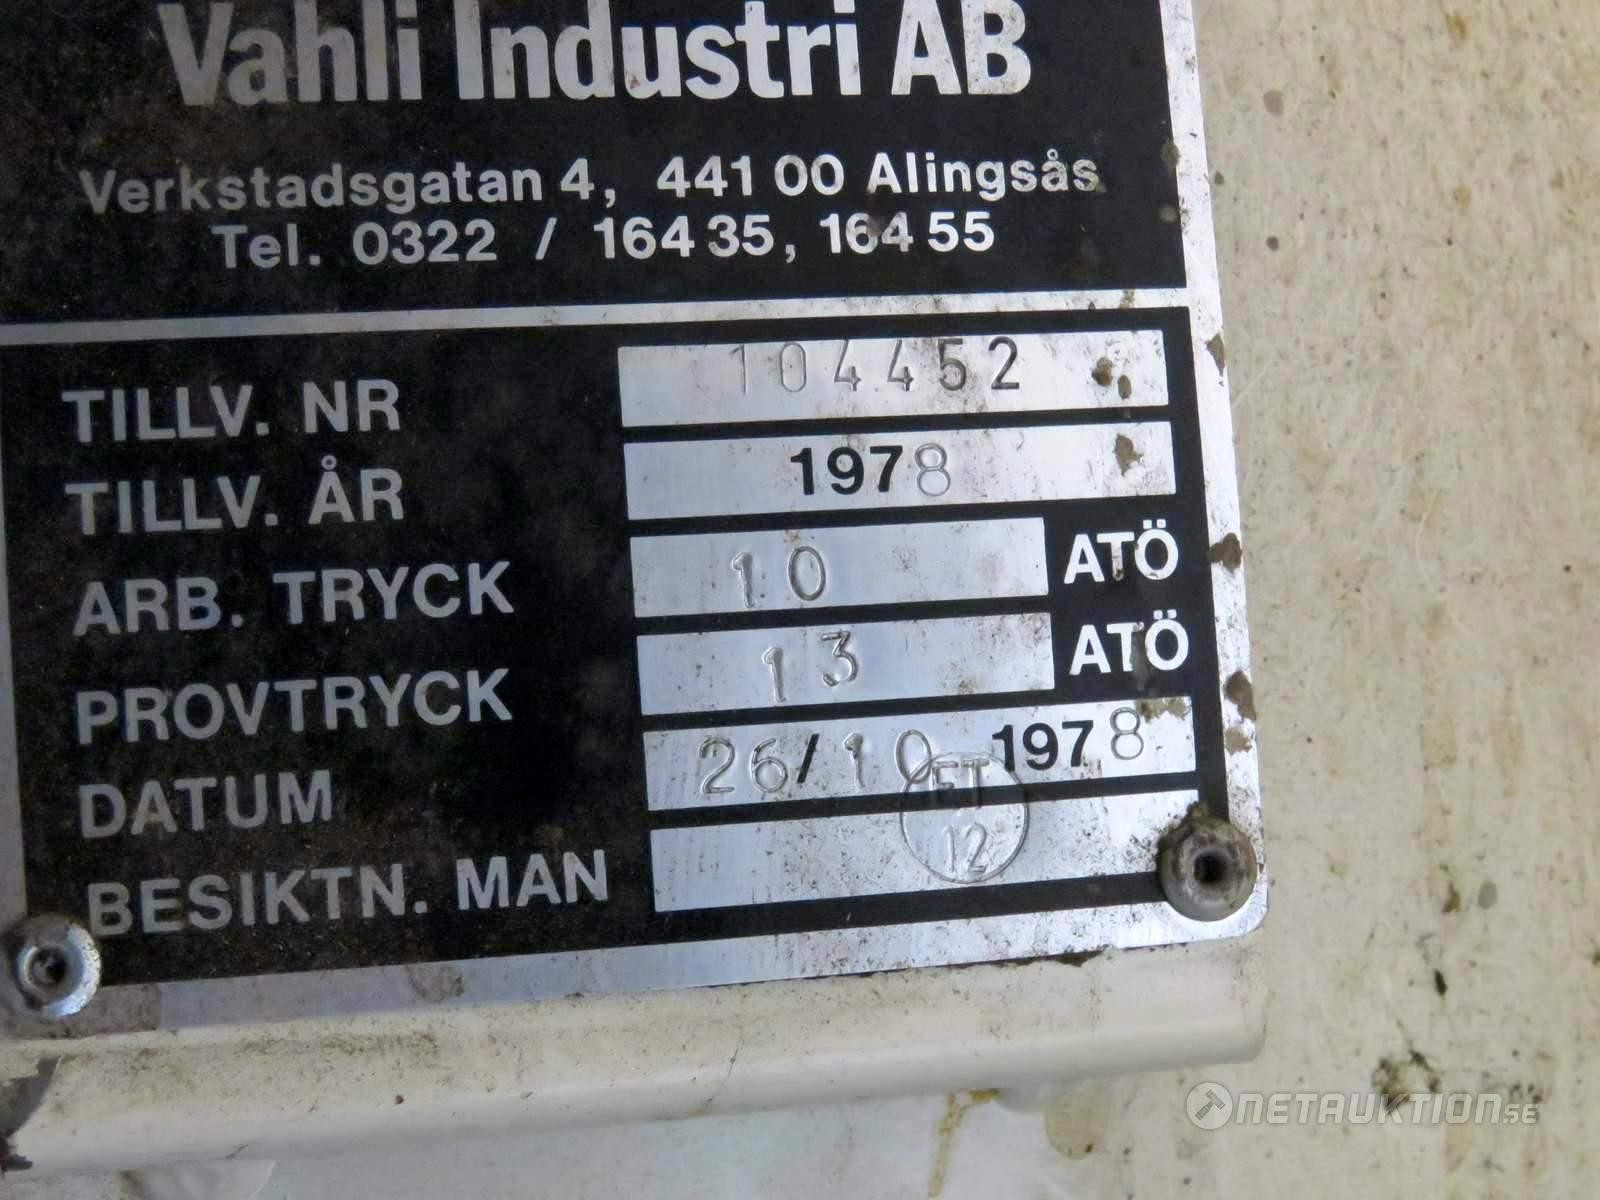 Vahli Industri AB
Verkstadsgatan 4, 441 00 Alingsås
Tel. 0322 / 164 35, 164 55
TILLV. NR 104452
TILLV. ÅR 1978
ARB. TRYCK 10 ATÖ
PROVTRYCK 13 ATÖ
DATUM 26/10 1978
BESIKTN. MAN ET 12
NETAUKTION.SE